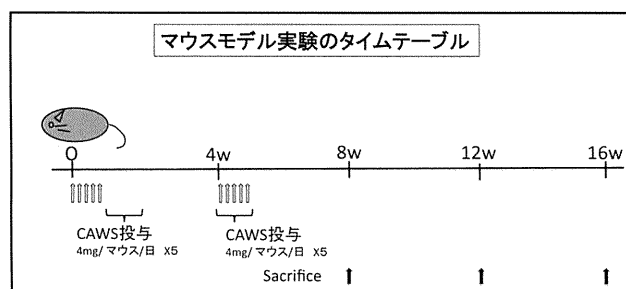 マウスモデル実験のタイムテーブル
0 4w 8w 12w 16w
CAWS投与 CAWS投与
4mg/マウス/日 X5 4mg/マウス/日 X5
Sacrifice